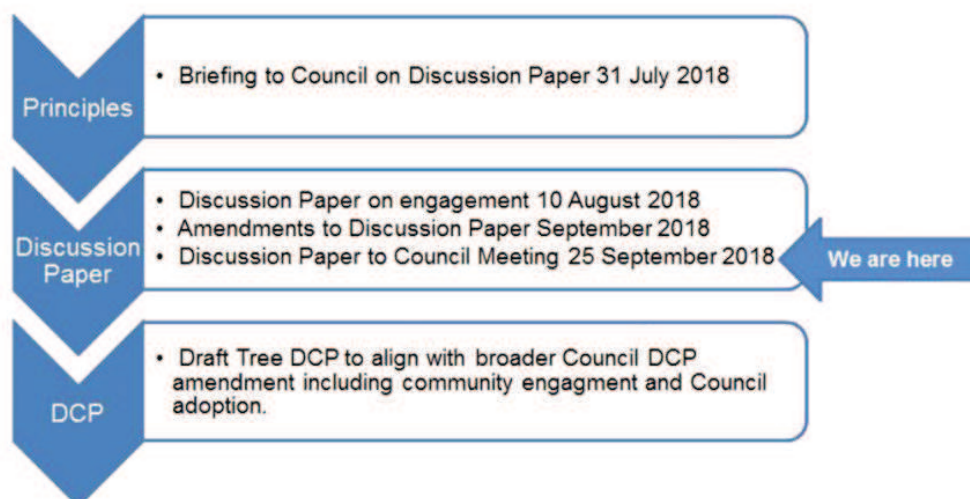 Principles
• Briefing to Council on Discussion Paper 31 July 2018
Discussion
Paper
• Discussion Paper on engagement 10 August 2018
• Amendments to Discussion Paper September 2018
• Discussion Paper to Council Meeting 25 September 2018
We are here
DCP
• Draft Tree DCP to align with broader Council DCP
amendment including community engagment and Council
adoption.